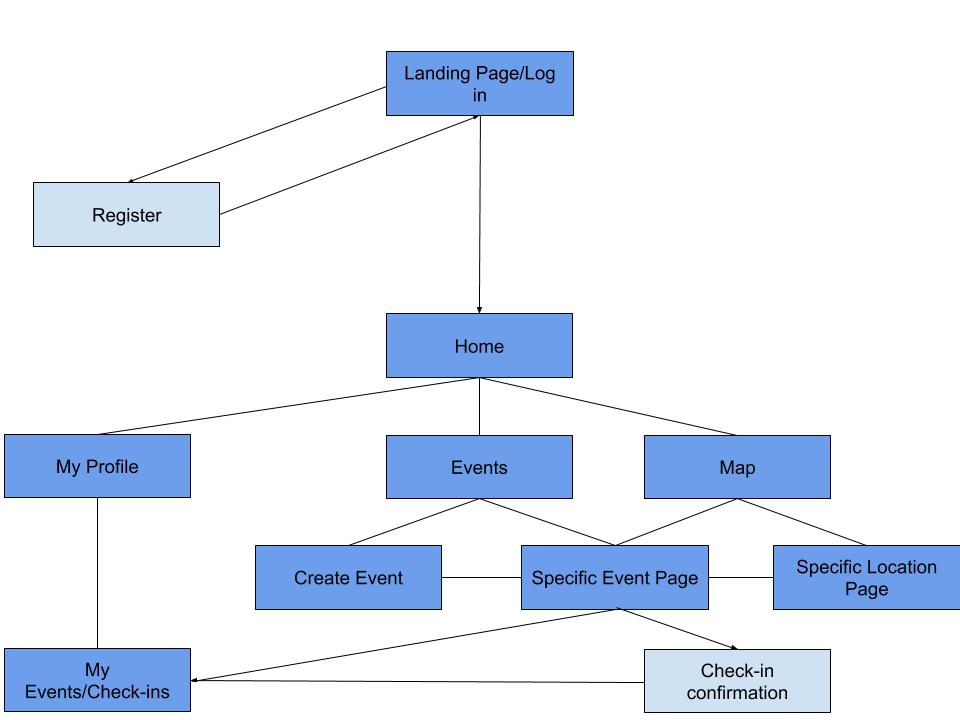 Landing Page/Log
in
Register
Home
My Profile
Events
Map
Create Event
Specific Event Page
Specific Location
Page
My
Events/Check-ins
Check-in
confirmation